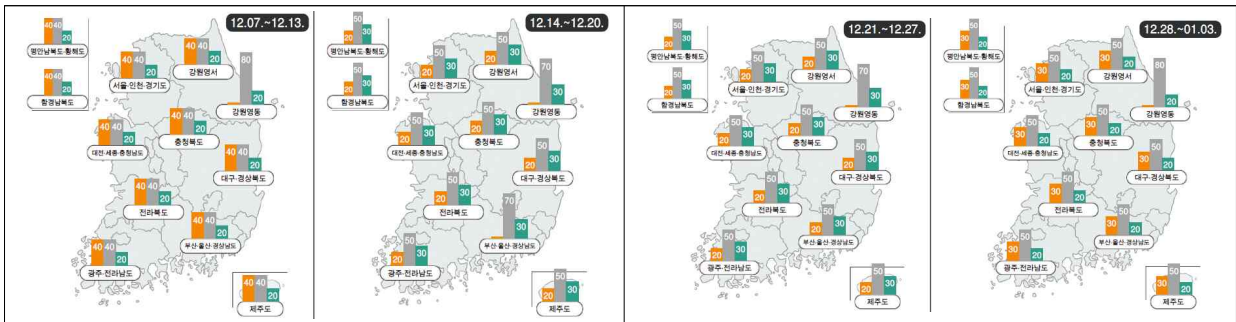 12.07.~12.13.
40 40 20
평안남북도·황해도
40 40 20
함경남북도
40 40 20
서울·인천·경기도
40 40 20
강원영서
80 20
강원영동
40 40 20
대전·세종·충청남도
40 40 20
충청북도
40 40 20
대구·경상북도
40 40 20
전라북도
40 40 20
부산·울산·경상남도
40 40 20
광주·전라남도
40 40 20
제주도
12.14.~12.20.
20 50 30
평안남북도·황해도
20 50 30
함경남북도
20 50 30
서울·인천·경기도
20 50 30
강원영서
70 30
강원영동
20 50 30
대전·세종·충청남도
20 50 30
충청북도
20 50 30
대구·경상북도
20 50 30
전라북도
70 30
부산·울산·경상남도
20 50 30
광주·전라남도
20 50 30
제주도
12.21.~12.27.
20 50 30
평안남북도·황해도
20 50 30
함경남북도
20 50 30
서울·인천·경기도
20 50 30
강원영서
70 30
강원영동
20 50 30
대전·세종·충청남도
20 50 30
충청북도
20 50 30
대구·경상북도
20 50 30
전라북도
20 50 30
부산·울산·경상남도
20 50 30
광주·전라남도
20 50 30
제주도
12.28.~01.03.
30 50 20
평안남북도·황해도
30 50 20
함경남북도
30 50 20
서울·인천·경기도
30 50 20
강원영서
80 20
강원영동
30 50 20
대전·세종·충청남도
30 50 20
충청북도
30 50 20
대구·경상북도
30 50 20
전라북도
30 50 20
부산·울산·경상남도
30 50 20
광주·전라남도
30 50 20
제주도